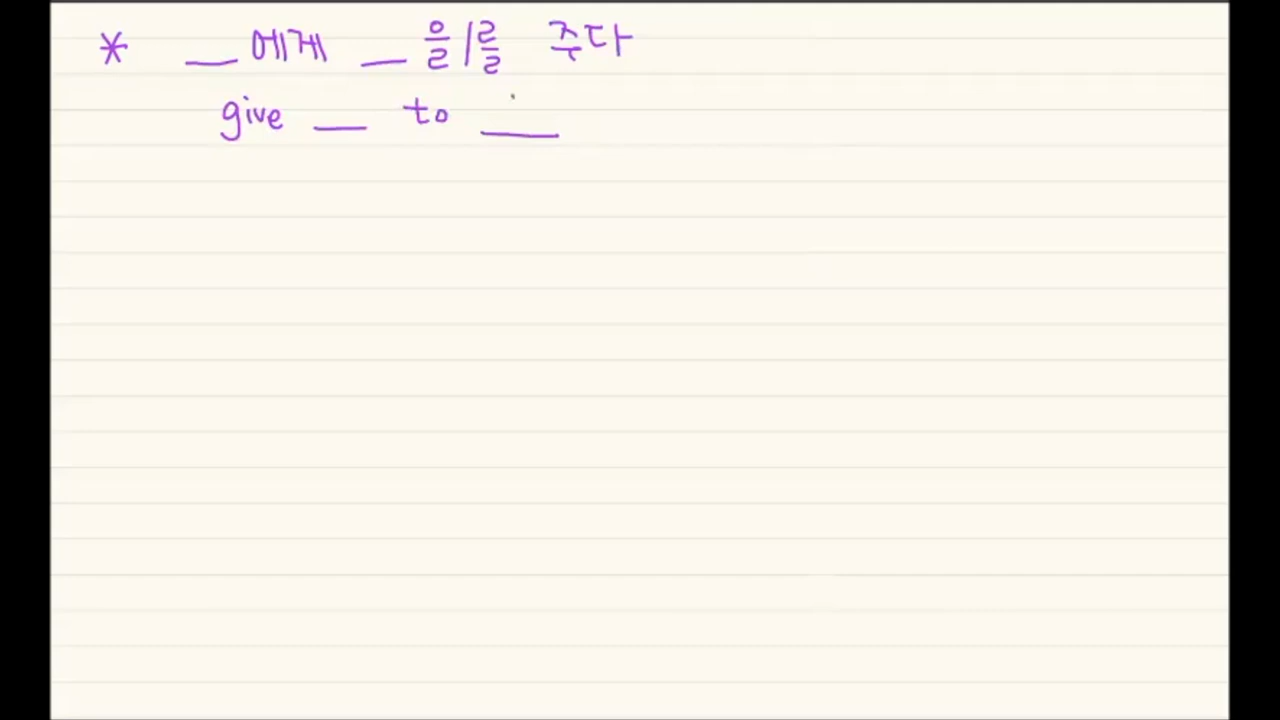 * __에게 __을/를 주다
give __ to __